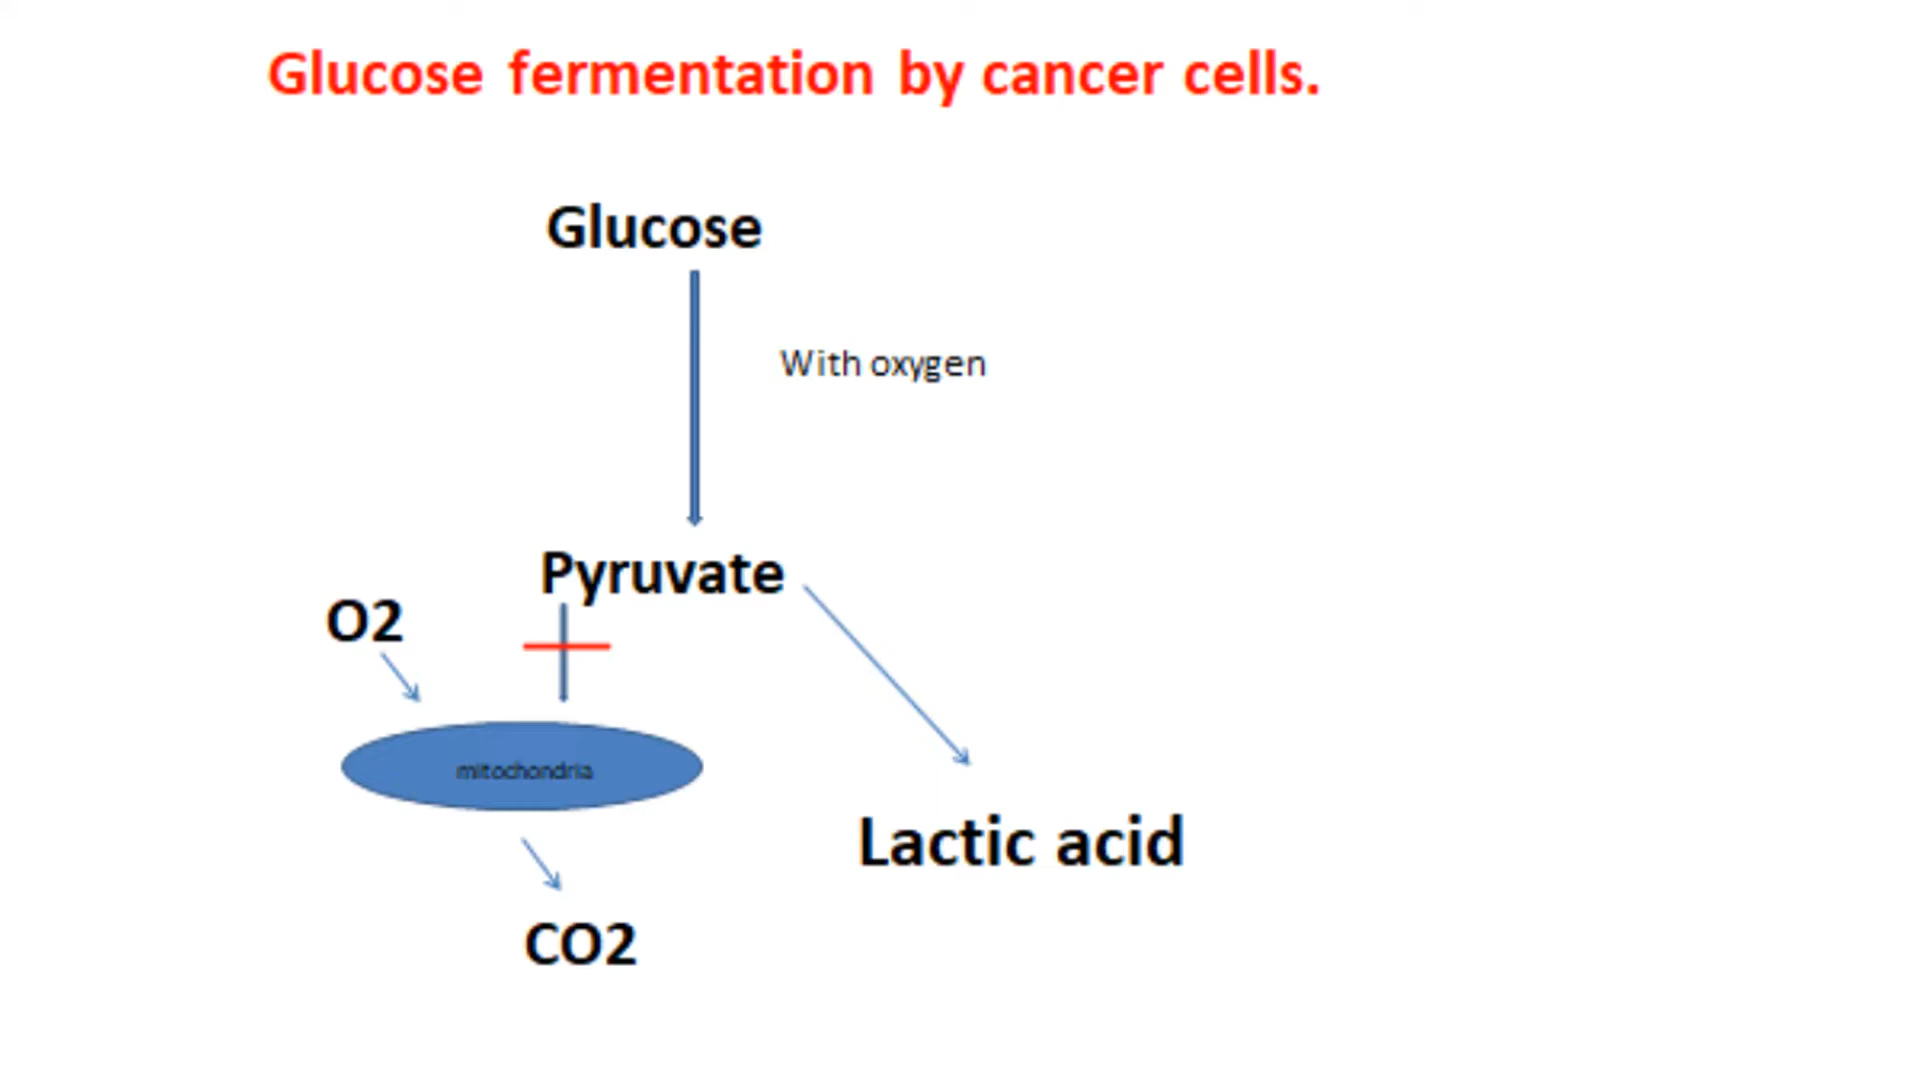 Glucose fermentation by cancer cells.
Glucose
With oxygen
Pyruvate
O2
mitochondria
Lactic acid
CO2